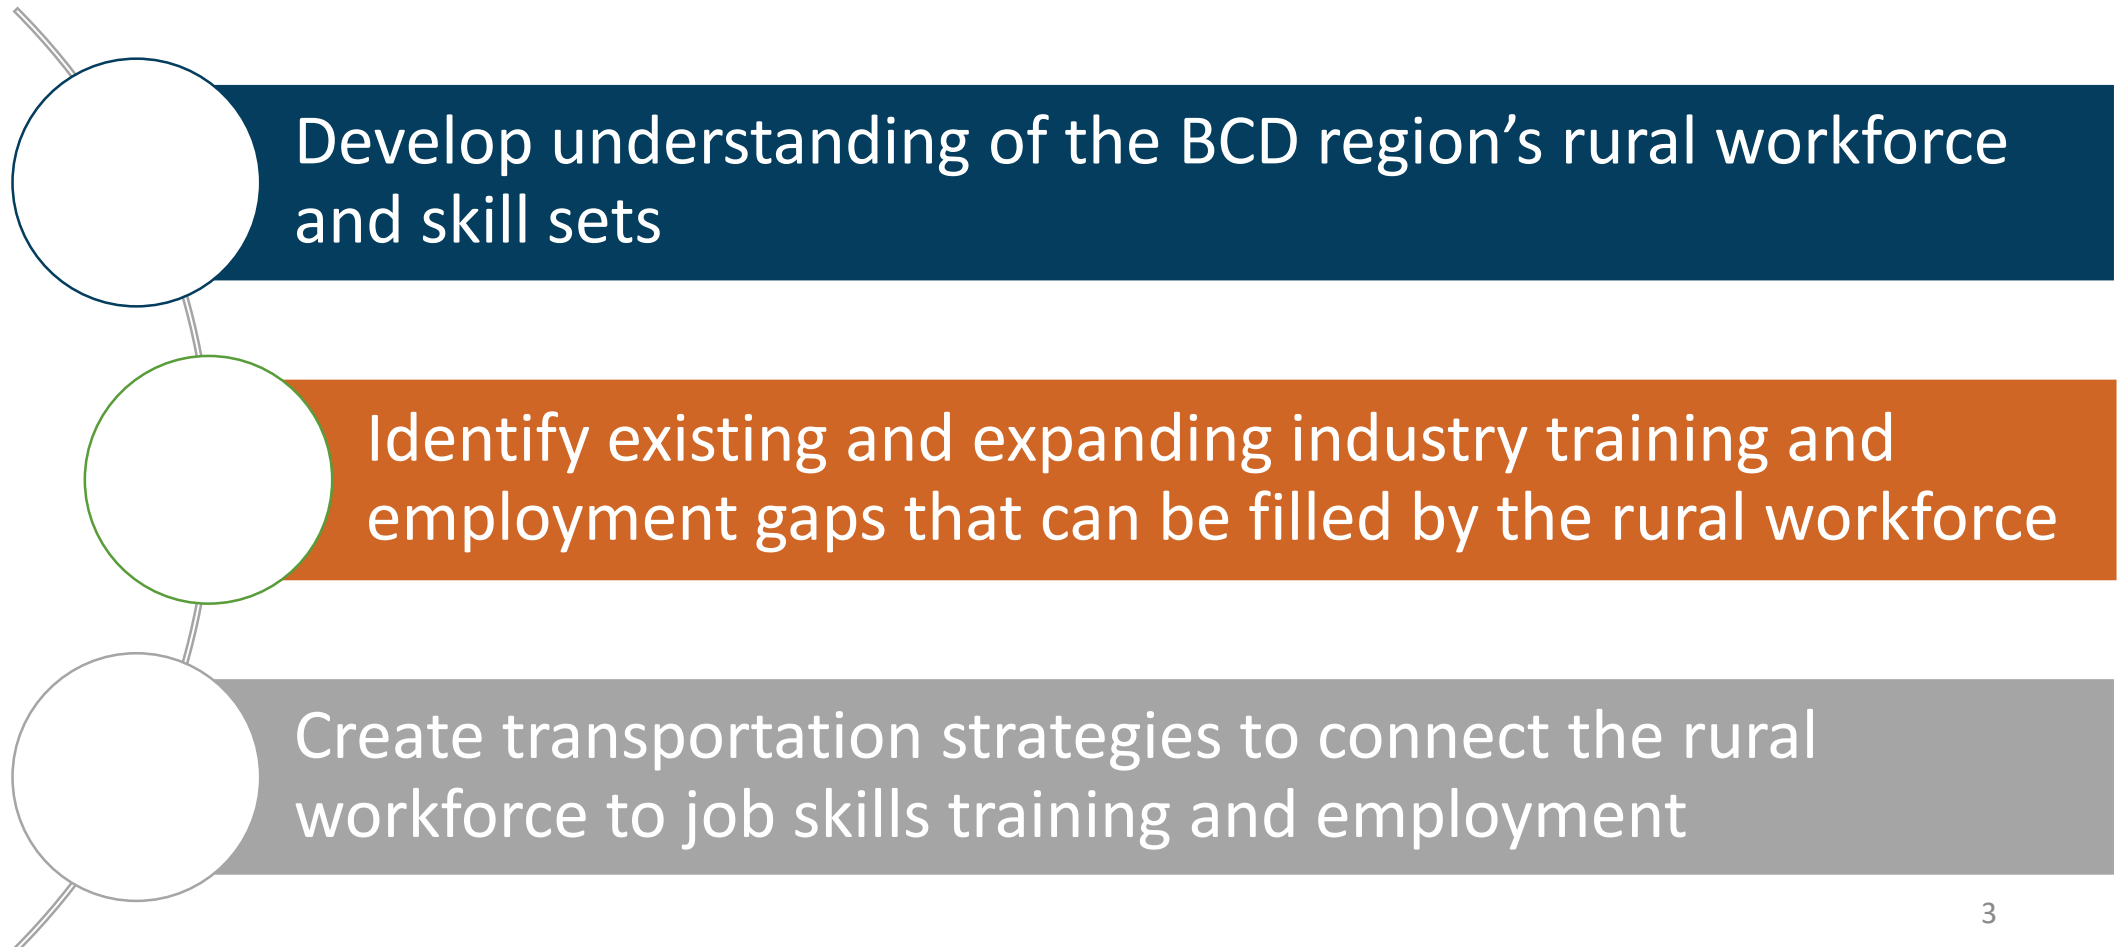 Develop understanding of the BCD region’s rural workforce
and skill sets
Identify existing and expanding industry training and
employment gaps that can be filled by the rural workforce
Create transportation strategies to connect the rural
workforce to job skills training and employment
3